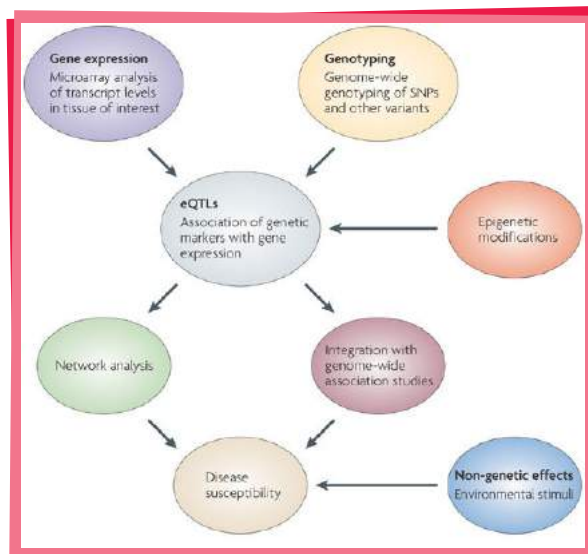 Gene expression
Microarray analysis
of transcript levels
in tissue of interest
Genotyping
Genome-wide
genotyping of SNPs
and other variants
eQTLs
Association of genetic
markers with gene
expression
Epigenetic
modifications
Network analysis
Integration with
genome-wide
association studies
Disease
susceptibility
Non-genetic effects
Environmental stimuli